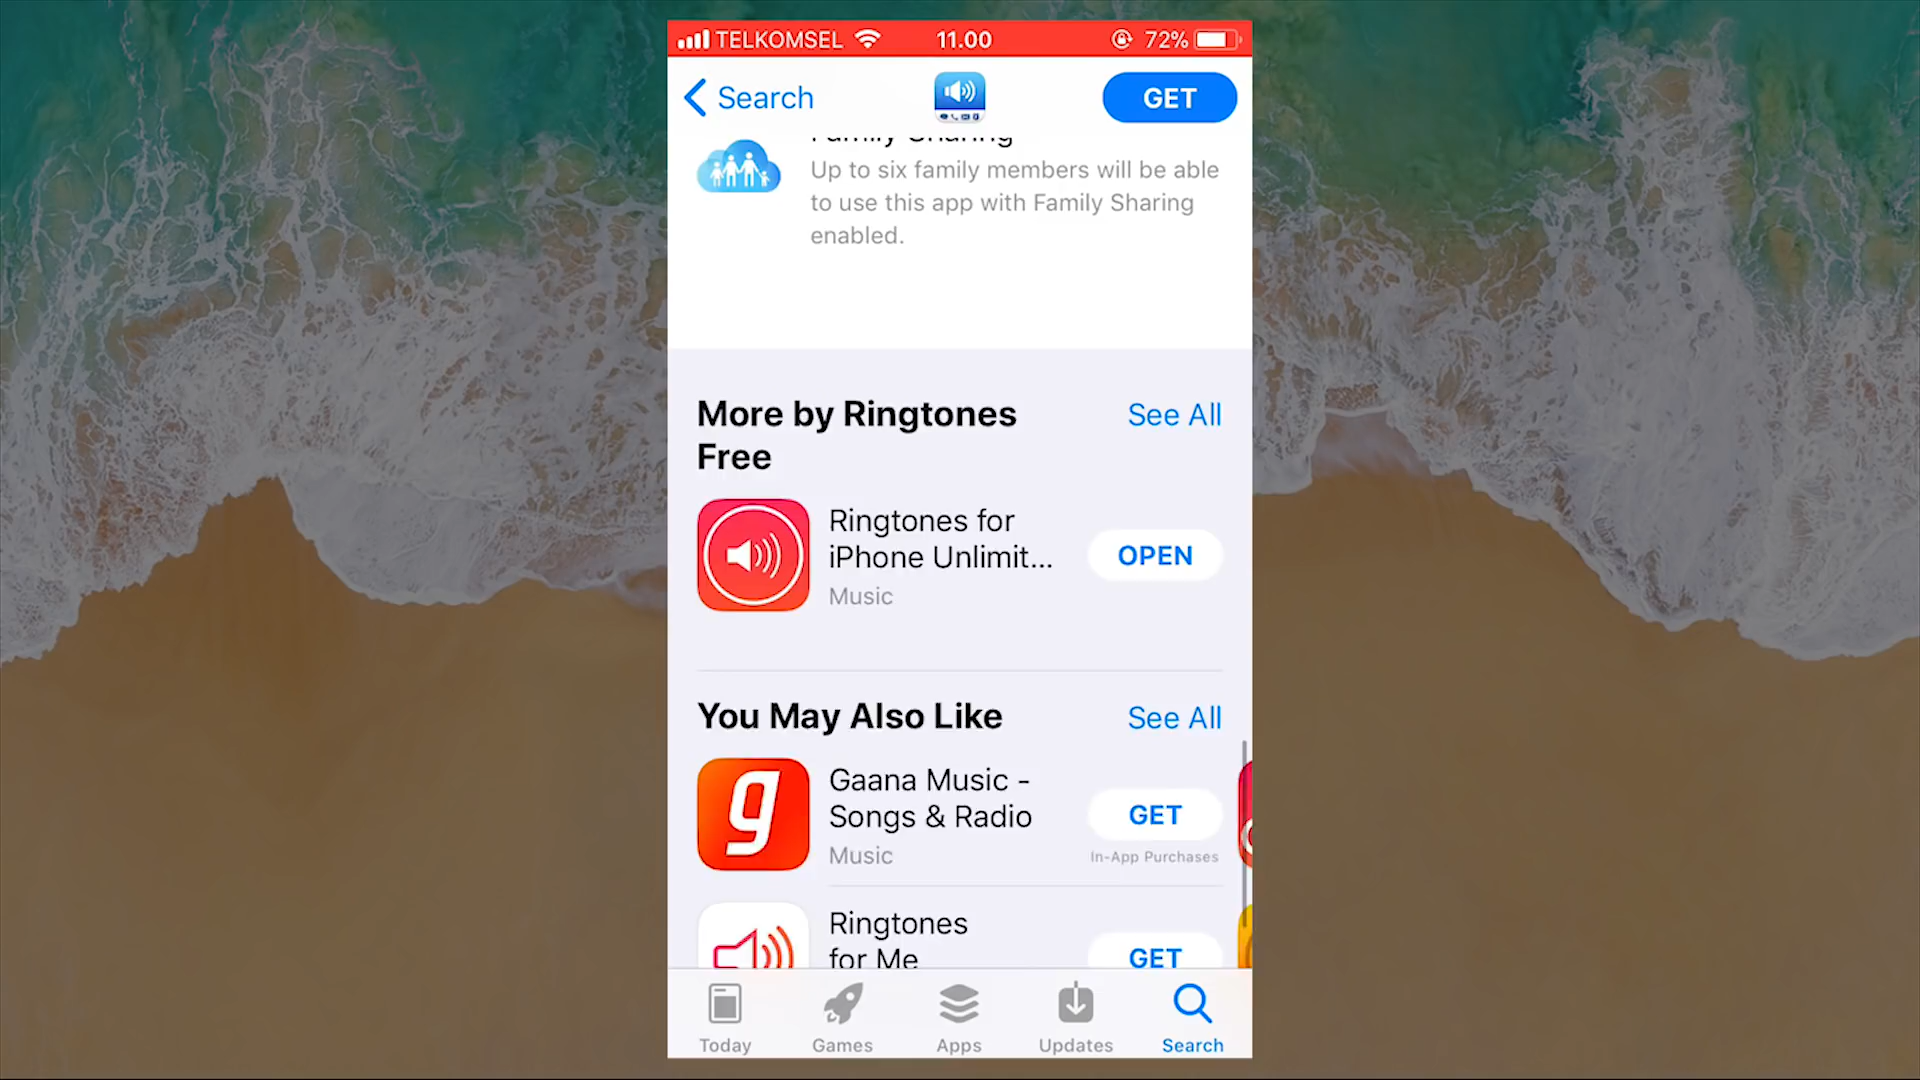 TELKOMSEL 11.00 72%
Search GET
Family Sharing
Up to six family members will be able
to use this app with Family Sharing
enabled.
More by Ringtones See All
Free
Ringtones for
iPhone Unlimit...
OPEN
Music
You May Also Like See All
g
Gaana Music -
Songs & Radio
GET
Music
In-App Purchases
Ringtones
for Me
GET
Today Games Apps Updates Search